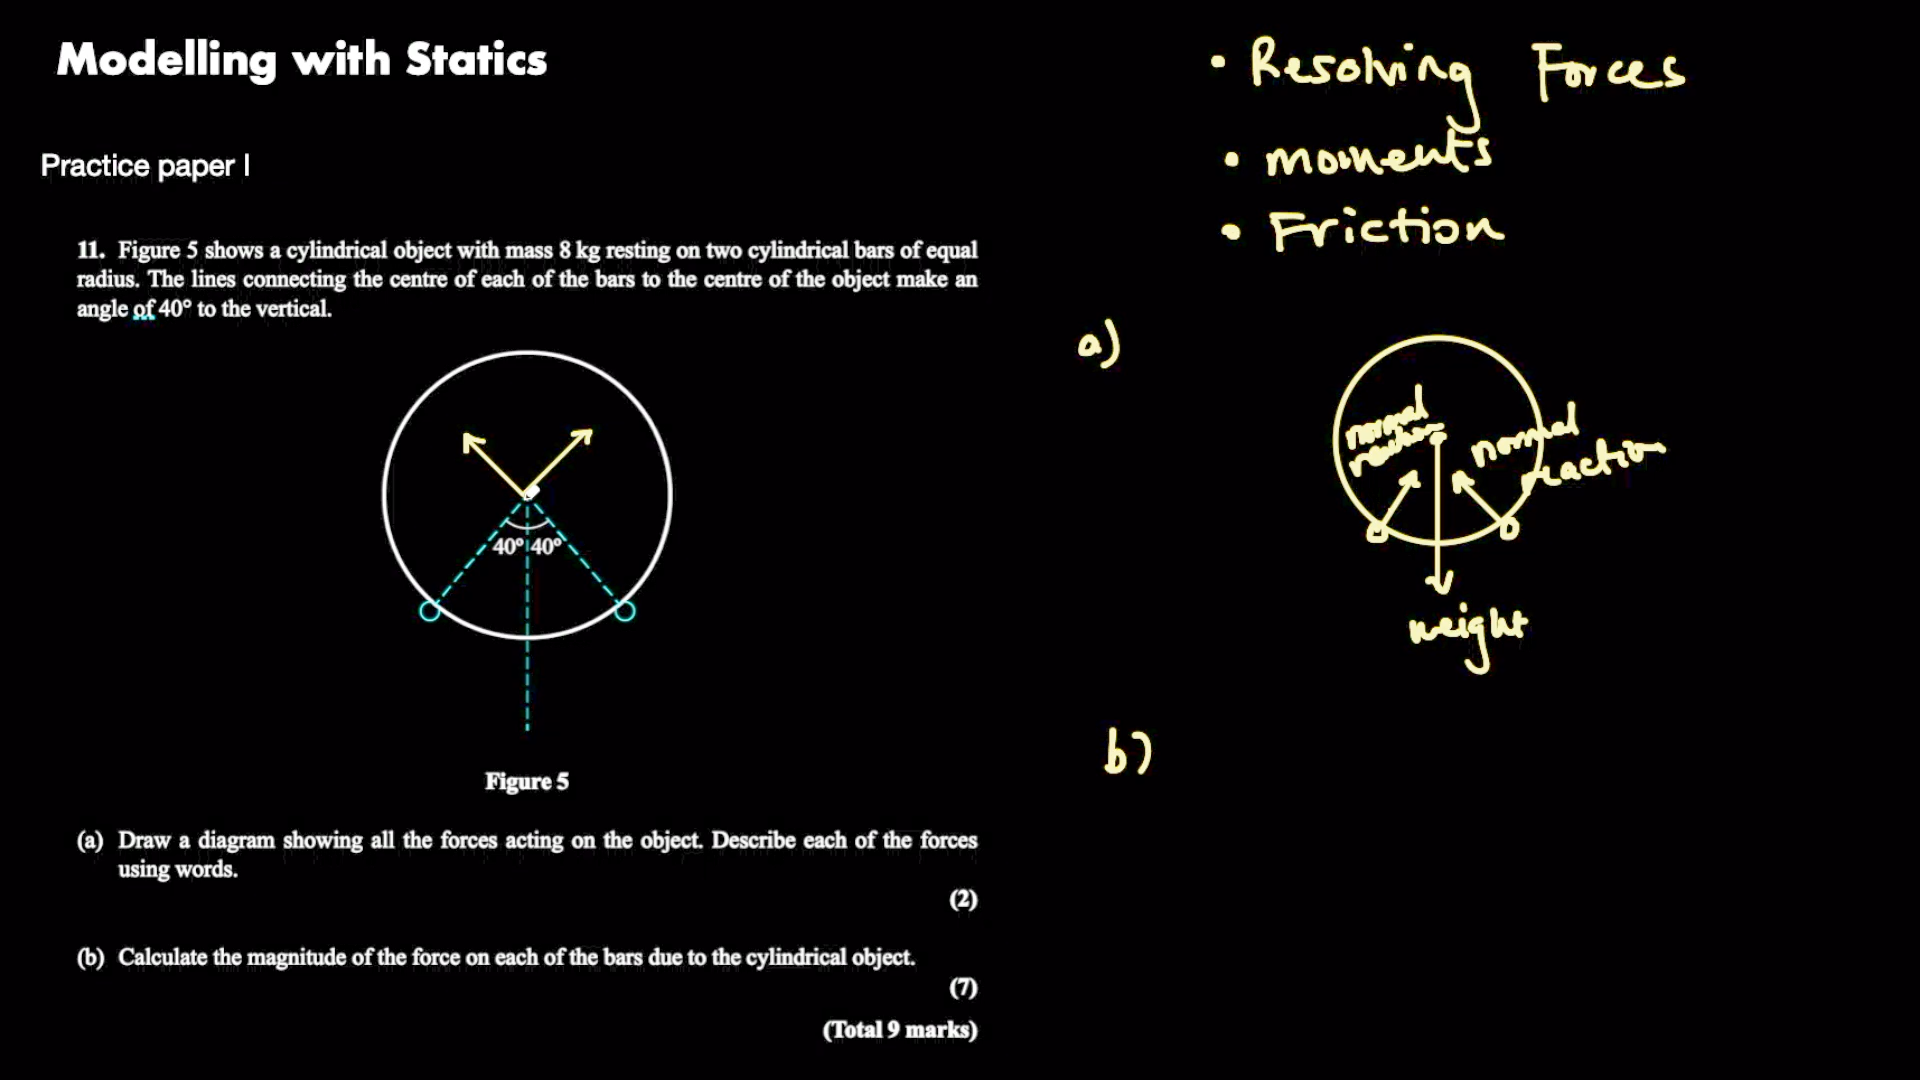 Modelling with Statics
Practice paper I
11. Figure 5 shows a cylindrical object with mass 8 kg resting on two cylindrical bars of equal
radius. The lines connecting the centre of each of the bars to the centre of the object make an
angle of 40° to the vertical.
40° 40°
Figure 5
(a) Draw a diagram showing all the forces acting on the object. Describe each of the forces
using words.
(2)
(b) Calculate the magnitude of the force on each of the bars due to the cylindrical object.
(7)
(Total 9 marks)
• Resolving Forces
• moments
• Friction
a)
normal
reaction
normal
reaction
weight
b)